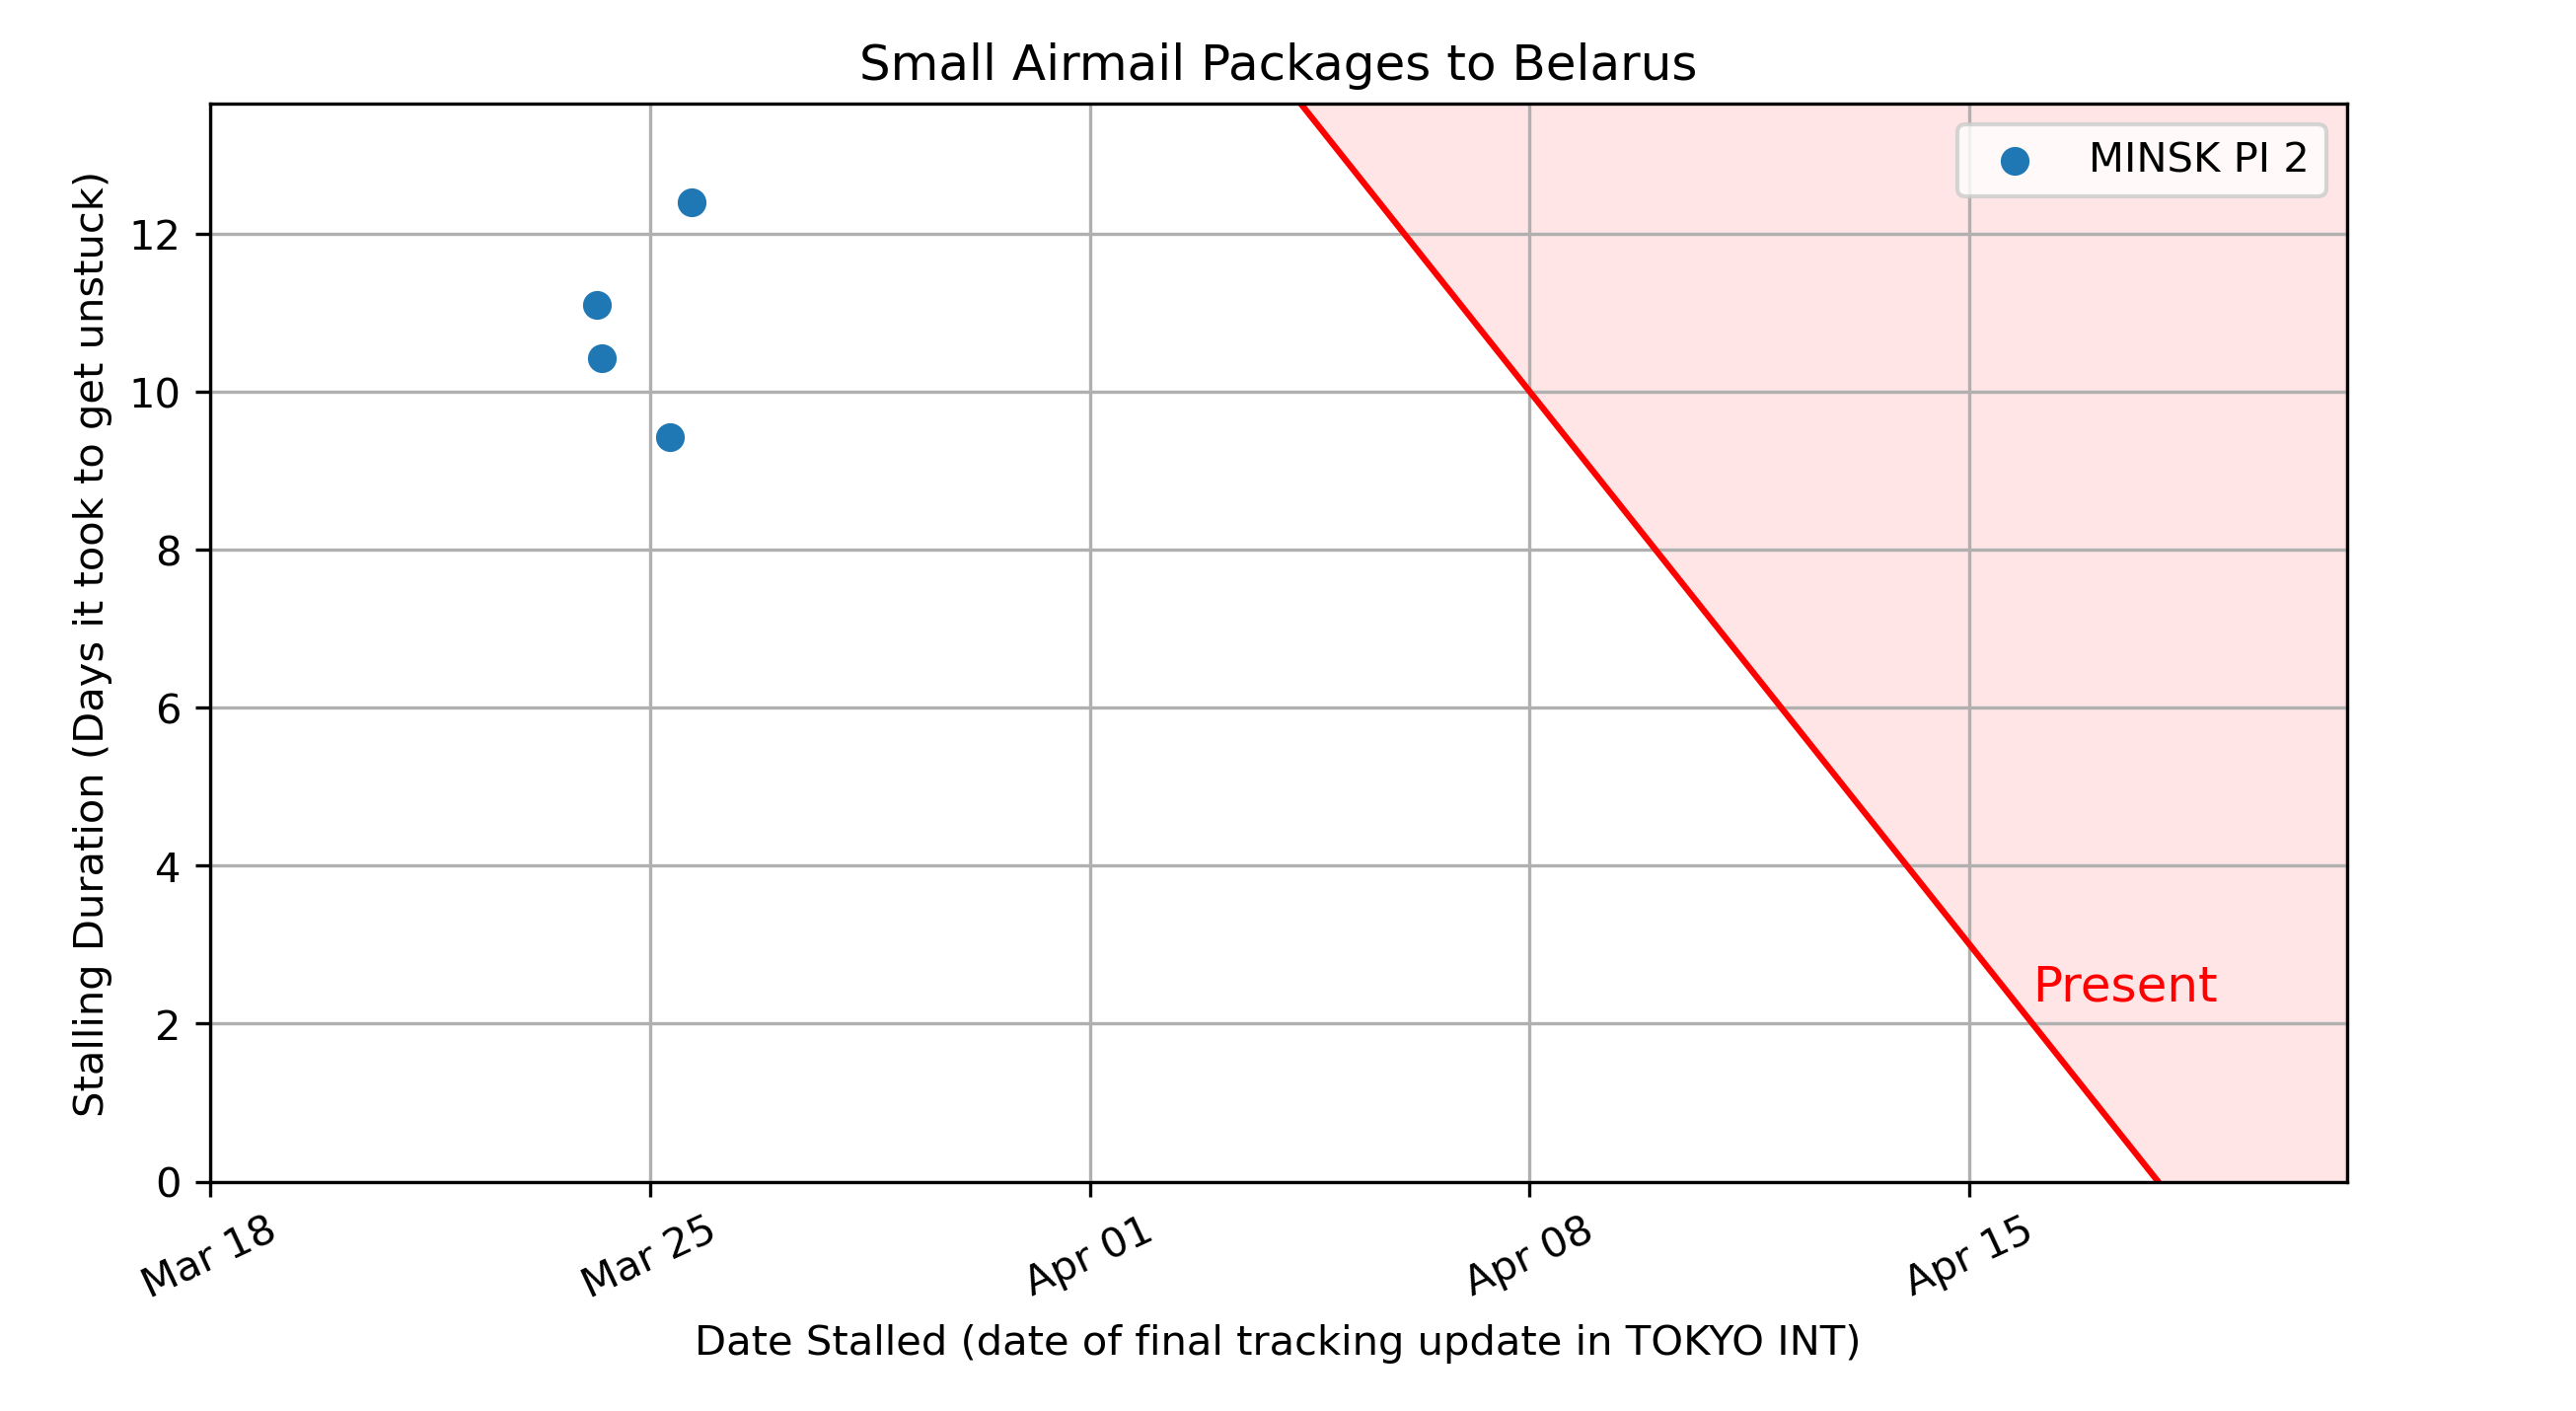 Small Airmail Packages to Belarus
MINSK PI 2
Stalling Duration (Days it took to get unstuck)
12
10
8
6
4
2
0
Present
Mar 18
Mar 25
Apr 01
Apr 08
Apr 15
Date Stalled (date of final tracking update in TOKYO INT)